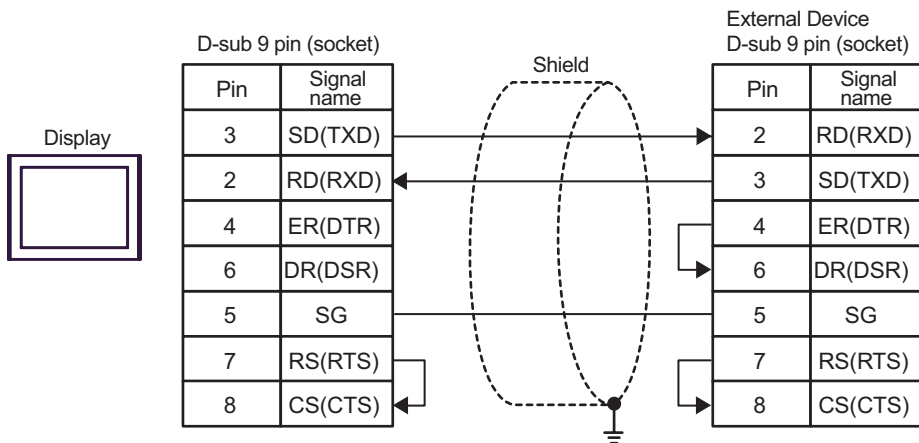 External Device
D-sub 9 pin (socket)
D-sub 9 pin (socket)
Shield
Pin Signal name
Pin Signal name
Display
3 SD(TXD)
2 RD(RXD)
2 RD(RXD)
3 SD(TXD)
4 ER(DTR)
4 ER(DTR)
6 DR(DSR)
6 DR(DSR)
5 SG
5 SG
7 RS(RTS)
7 RS(RTS)
8 CS(CTS)
8 CS(CTS)